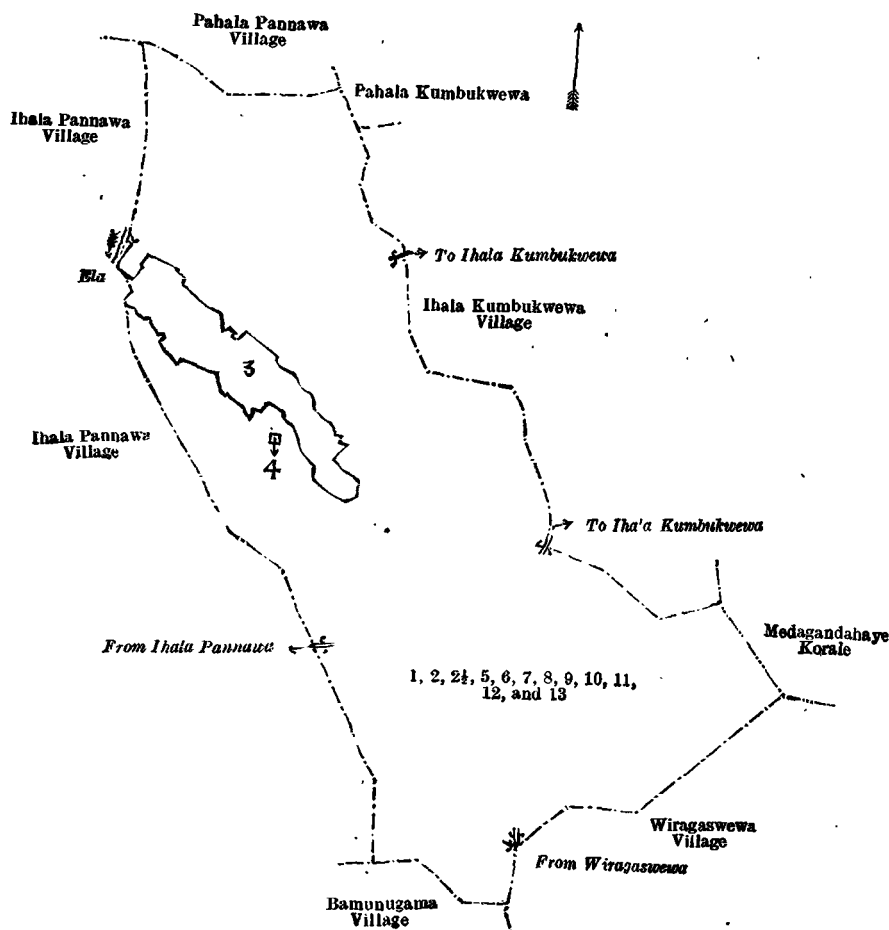 Pahala Pannawa
Village
Pahala Kumbukwewa
Ihala Pannawa
Village
To Ihala Kumbukwewa
Ela
Ihala Kumbukwewa
Village
3
Ihala Pannawa
Village
4
To Iha'a Kumbukwewa
From Ihala Pannawa
Medagandahaye
Korale
1, 2, 2½, 5, 6, 7, 8, 9, 10, 11,
12, and 13
Wiragaswewa
Village
From Wiragaswewa
Bamunugama
Village